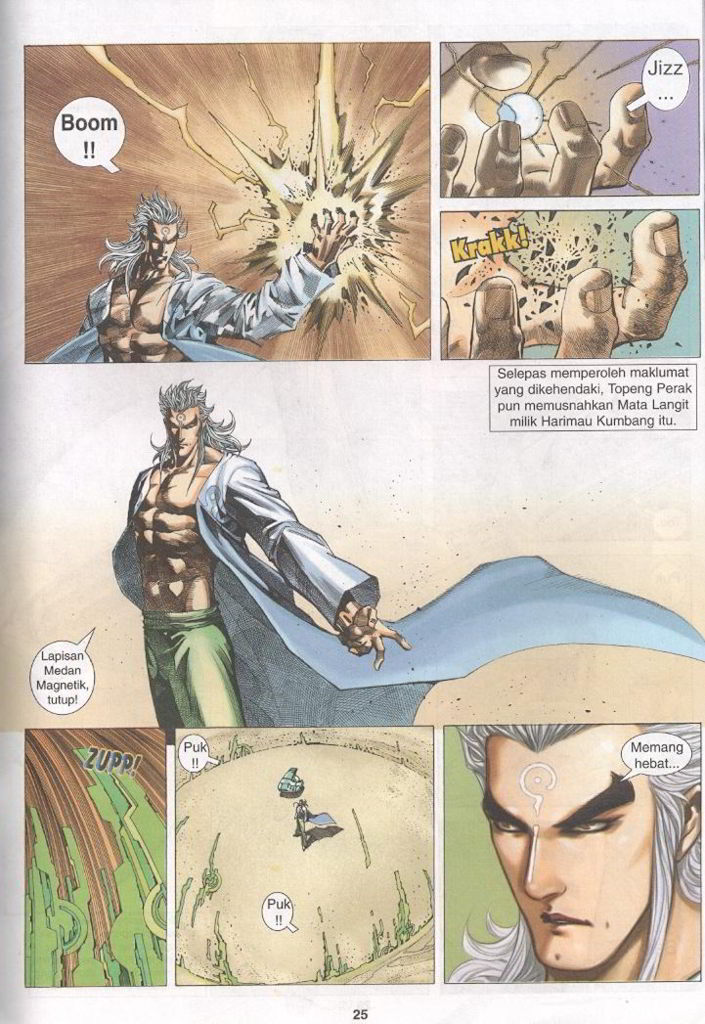 Boom
!!
Jizz
...
Krakk!
Selepas memperoleh maklumat
yang dikehendaki, Topeng Perak
pun memusnahkan Mata Langit
milik Harimau Kumbang itu.
Lapisan
Medan
Magnetik,
tutup!
ZUPP!
Puk
!!
Puk
!!
Memang
hebat...
25